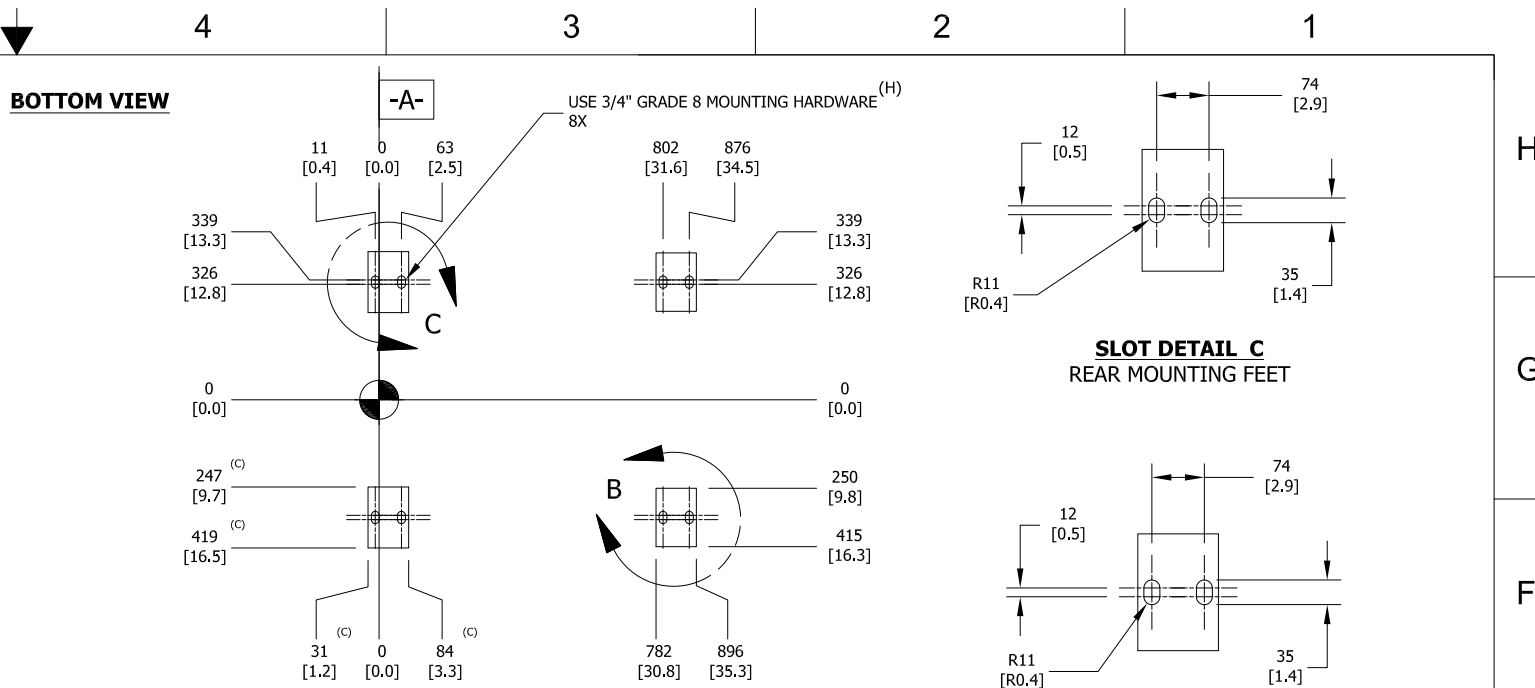 4 3 2 1
BOTTOM VIEW
-A-
USE 3/4" GRADE 8 MOUNTING HARDWARE (H)
8X
11 0 63 802 876
[0.4] [0.0] [2.5] [31.6] [34.5]
339 339
[13.3] [13.3]
326 326
[12.8] [12.8]
C
0 0
[0.0] [0.0]
247 (C) 250
[9.7] [9.8]
B
419 (C) 415
[16.5] [16.3]
31 (C) 0 84 (C) 782 896
[1.2] [0.0] [3.3] [30.8] [35.3]
74
[2.9]
12
[0.5]
R11
[R0.4]
35
[1.4]
SLOT DETAIL C
REAR MOUNTING FEET
74
[2.9]
12
[0.5]
R11
[R0.4]
35
[1.4]
H
G
F